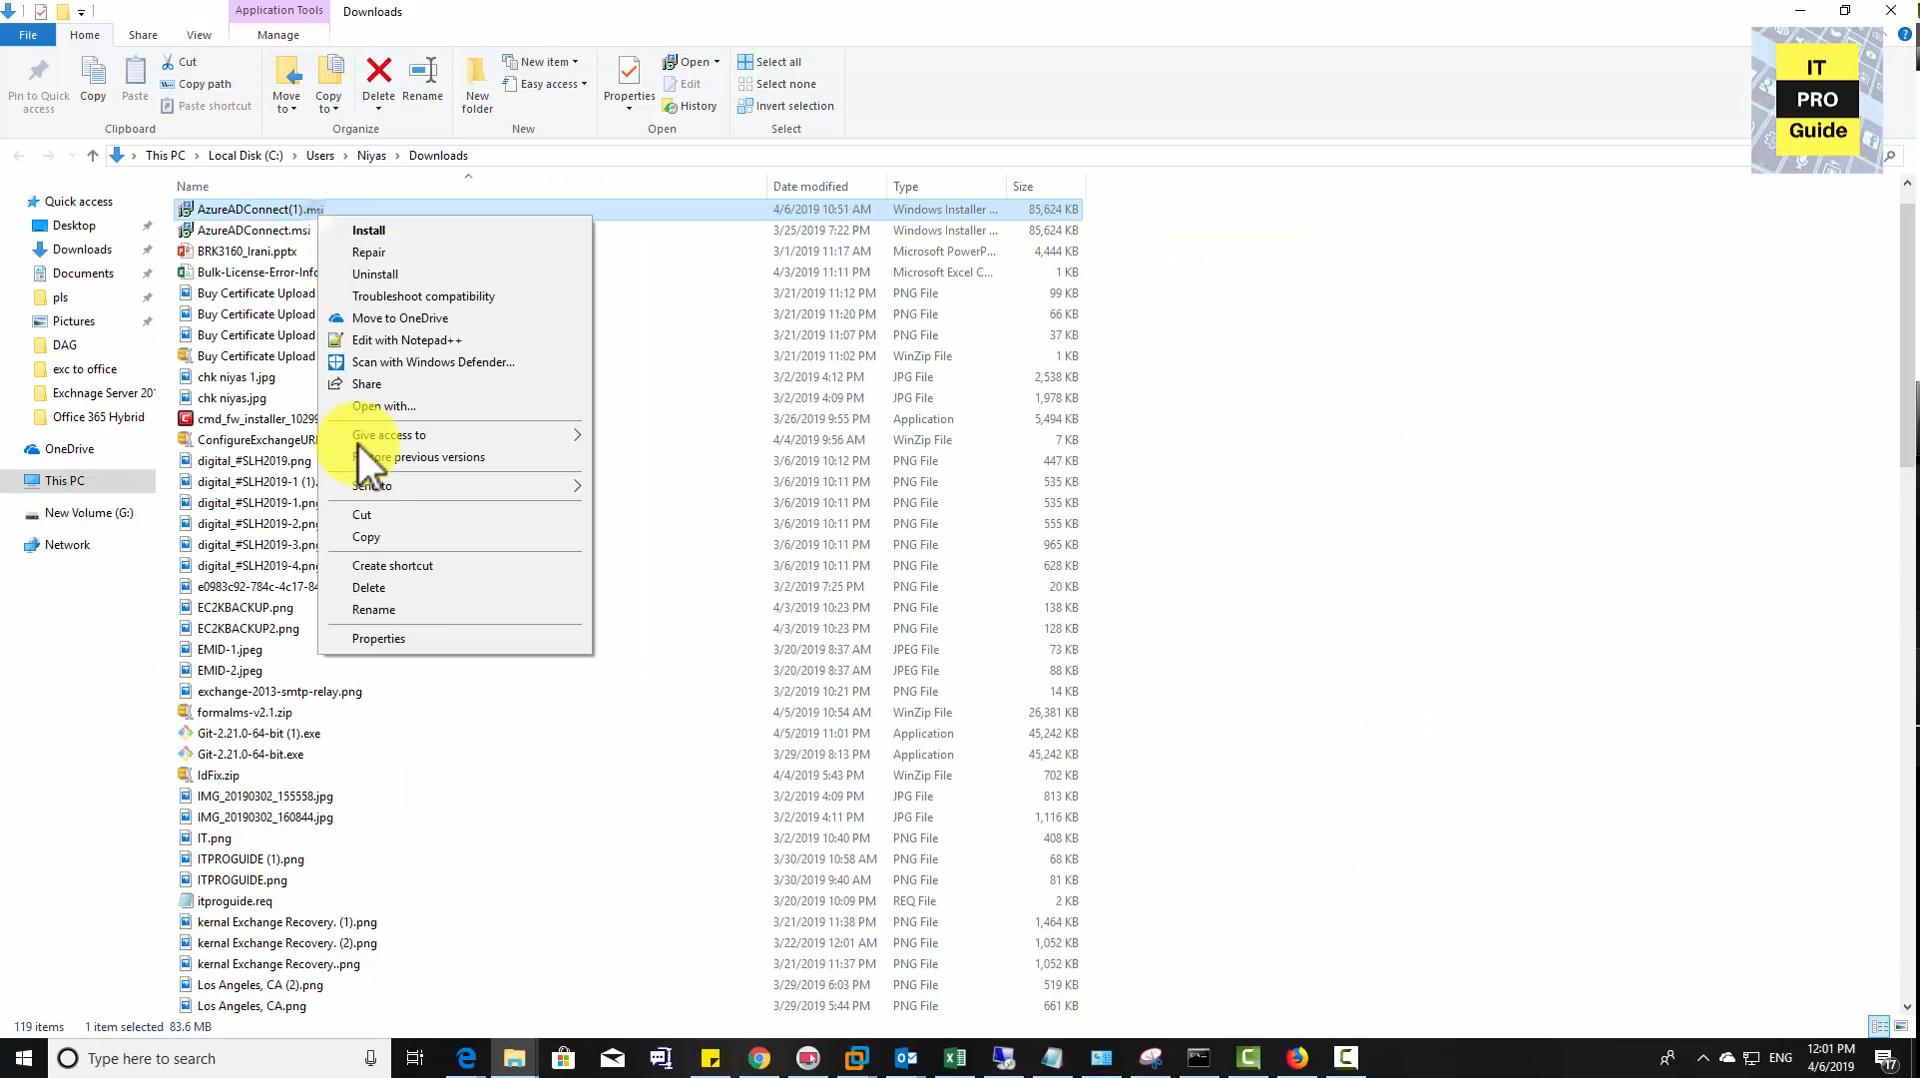 Application Tools
Downloads
File
Home
Share
View
Manage
Pin to Quick access
Copy
Paste
Cut
Copy path
Paste shortcut
Clipboard
Move to
Copy to
Delete
Rename
Organize
New folder
New item
Easy access
New
Properties
Open
Edit
History
Open
Select all
Select none
Invert selection
Select
IT
PRO
Guide
This PC
Local Disk (C:)
Users
Niyas
Downloads
Name
Date modified
Type
Size
Quick access
Desktop
Downloads
Documents
pls
Pictures
DAG
exc to office
Exchnage Server 20
Office 365 Hybrid
OneDrive
This PC
New Volume (G:)
Network
AzureADConnect(1).msi 4/6/2019 10:51 AM Windows Installer ... 85,624 KB
AzureADConnect.msi 3/25/2019 7:22 PM Windows Installer ... 85,624 KB
BRK3160_Irani.pptx 3/1/2019 11:17 AM Microsoft PowerP... 4,444 KB
Bulk-License-Error-Info 4/3/2019 11:11 PM Microsoft Excel C... 1 KB
Buy Certificate Upload 3/21/2019 11:12 PM PNG File 99 KB
Buy Certificate Upload 3/21/2019 11:20 PM PNG File 66 KB
Buy Certificate Upload 3/21/2019 11:07 PM PNG File 37 KB
Buy Certificate Upload 3/21/2019 11:02 PM WinZip File 356 KB
chk niyas 1.jpg 3/2/2019 4:12 PM JPG File 2,538 KB
chk niyas.jpg 3/2/2019 4:09 PM JPG File 1,978 KB
cmd_fw_installer_10299 3/26/2019 9:55 PM Application 5,494 KB
ConfigureExchangeUR 4/4/2019 9:56 AM WinZip File 7 KB
digital_#SLH2019.png 3/6/2019 10:12 PM PNG File 447 KB
digital_#SLH2019-1 (1). 3/6/2019 10:11 PM PNG File 535 KB
digital_#SLH2019-1.png 3/6/2019 10:11 PM PNG File 535 KB
digital_#SLH2019-2.png 3/6/2019 10:11 PM PNG File 555 KB
digital_#SLH2019-3.png 3/6/2019 10:11 PM PNG File 965 KB
digital_#SLH2019-4.png 3/6/2019 10:11 PM PNG File 628 KB
e0983c92-784c-4c17-84 3/2/2019 7:25 PM PNG File 20 KB
EC2KBACKUP.png 4/3/2019 10:23 PM PNG File 138 KB
EC2KBACKUP2.png 4/3/2019 10:23 PM PNG File 128 KB
EMID-1.jpeg 3/20/2019 8:37 AM JPEG File 73 KB
EMID-2.jpeg 3/20/2019 8:37 AM JPEG File 88 KB
exchange-2013-smtp-relay.png 3/2/2019 10:21 PM PNG File 14 KB
formalms-v2.1.zip 4/5/2019 10:54 AM WinZip File 26,381 KB
Git-2.21.0-64-bit (1).exe 4/5/2019 11:01 PM Application 45,242 KB
Git-2.21.0-64-bit.exe 3/29/2019 8:13 PM Application 45,242 KB
IdFix.zip 4/4/2019 5:43 PM WinZip File 702 KB
IMG_20190302_155558.jpg 3/2/2019 4:09 PM JPG File 813 KB
IMG_20190302_160844.jpg 3/2/2019 4:11 PM JPG File 1,116 KB
IT.png 3/2/2019 10:40 PM PNG File 408 KB
ITPROGUIDE (1).png 3/30/2019 10:58 AM PNG File 68 KB
ITPROGUIDE.png 3/30/2019 9:40 AM PNG File 81 KB
itproguide.req 3/20/2019 10:09 PM REQ File 2 KB
kernal Exchange Recovery. (1).png 3/21/2019 11:38 PM PNG File 1,464 KB
kernal Exchange Recovery. (2).png 3/22/2019 12:01 AM PNG File 1,052 KB
kernal Exchange Recovery..png 3/21/2019 11:37 PM PNG File 1,052 KB
Los Angeles, CA (2).png 3/29/2019 6:03 PM PNG File 519 KB
Los Angeles, CA.png 3/29/2019 5:44 PM PNG File 661 KB
Install
Repair
Uninstall
Troubleshoot compatibility
Move to OneDrive
Edit with Notepad++
Scan with Windows Defender...
Share
Open with...
Give access to
previous versions
Send to
Cut
Copy
Create shortcut
Delete
Rename
Properties
119 items 1 item selected 83.6 MB
Type here to search
ENG
12:01 PM
4/6/2019
17